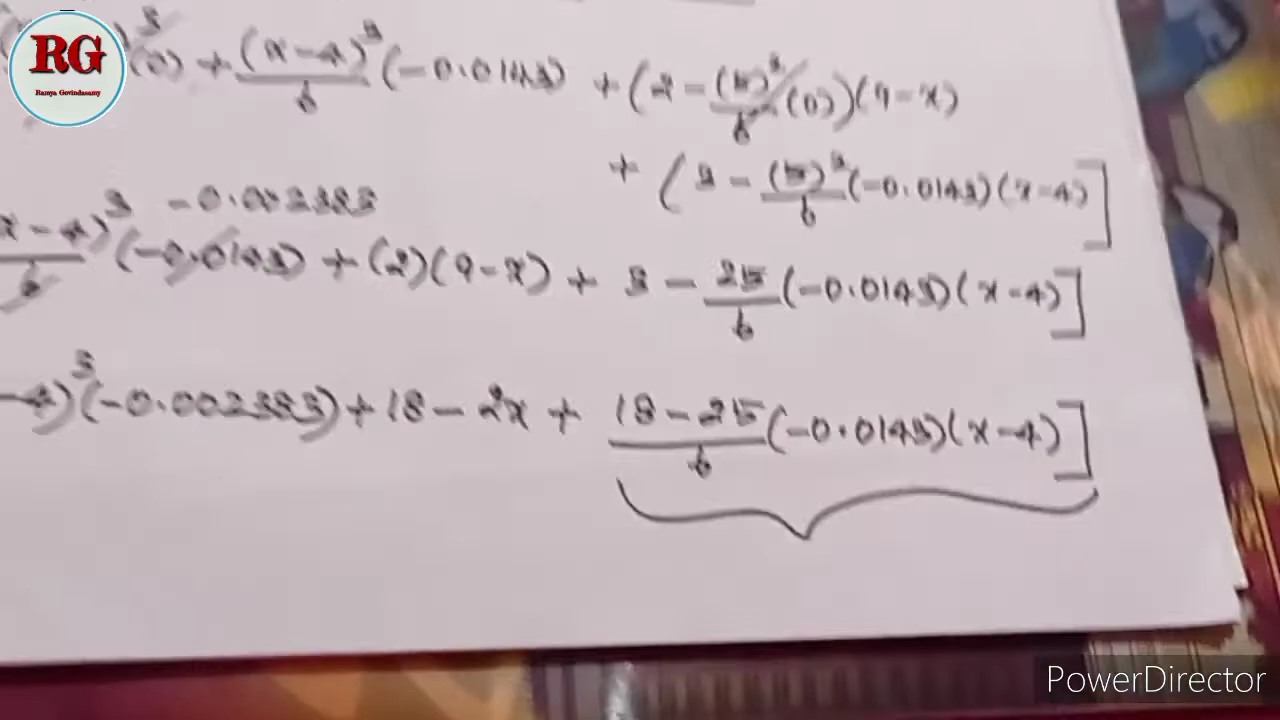 RG
Ramya Govindasamy
)³(0) + (x-4)³/6 (-0.0143) + (2 - (5)²/6 (0))(9-x)
+ (3 - (5)²/6 (-0.0143)(x-4)]
-0.002383
x-4)³/6 (-0.0143) + (2)(9-x) + 3 - 25/6 (-0.0143)(x-4)]
-4)³(-0.002383) + 18 - 2x + 18-25/6 (-0.0143)(x-4)]
PowerDirector